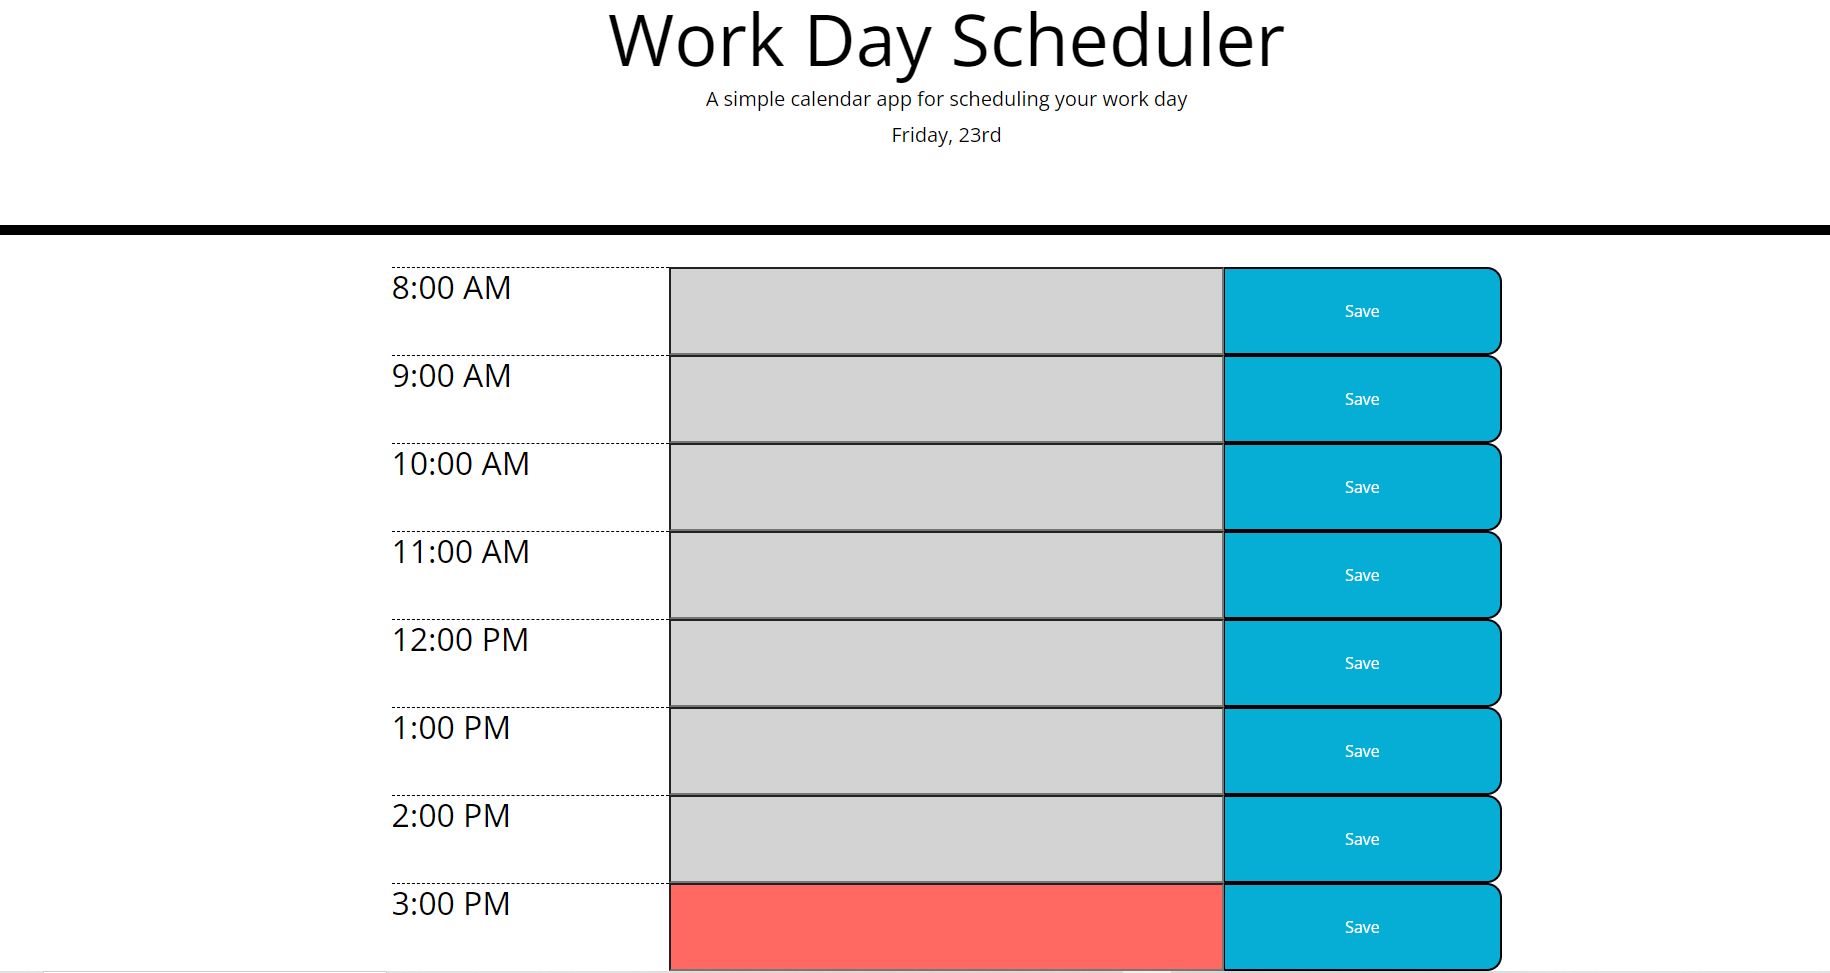 Work Day Scheduler
A simple calendar app for scheduling your work day
Friday, 23rd
8:00 AM
Save
9:00 AM
Save
10:00 AM
Save
11:00 AM
Save
12:00 PM
Save
1:00 PM
Save
2:00 PM
Save
3:00 PM
Save